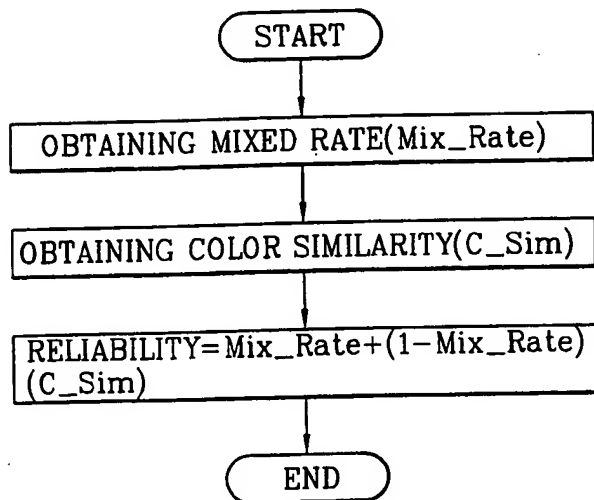 START
OBTAINING MIXED RATE(Mix_Rate)
OBTAINING COLOR SIMILARITY(C_Sim)
RELIABILITY=Mix_Rate+(1-Mix_Rate)
(C_Sim)
END